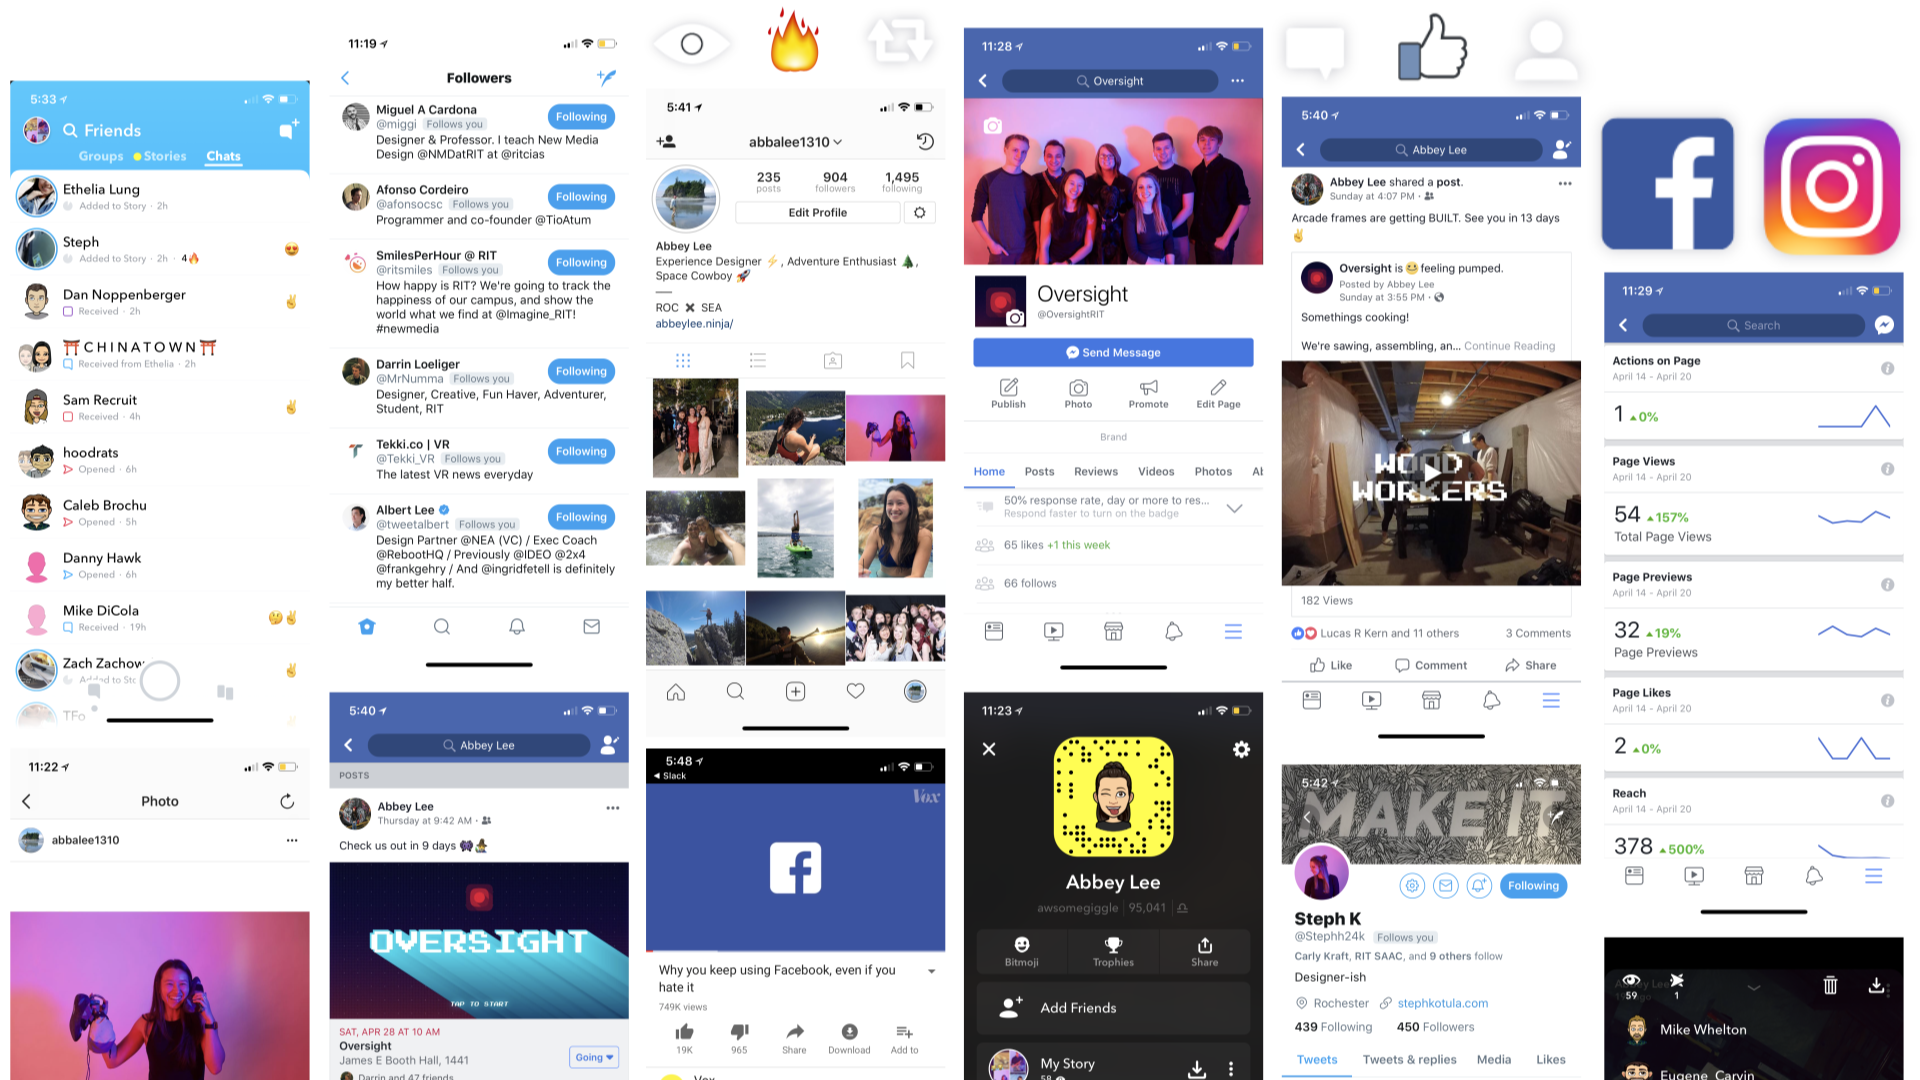 5:33
Friends
Groups
Stories
Chats
Ethelia Lung
Added to Story · 2h
Steph
Added to Story · 2h · 4🔥
Dan Noppenberger
Received · 2h
⛩️CHINATOWN⛩️
Received from Ethelia · 2h
Sam Recruit
Received · 4h
hoodrats
Opened · 6h
Caleb Brochu
Opened · 5h
Danny Hawk
Opened · 6h
Mike DiCola
Received · 19h
Zach Zachow
Added to Stc
TFo
11:22
Photo
abbalee1310
11:19
Followers
Miguel A Cardona
@miggi Follows you
Following
Designer & Professor. I teach New Media
Design @NMDatRIT at @ritcias
Afonso Cordeiro
@afonsocsc Follows you
Following
Programmer and co-founder @TioAtum
SmilesPerHour @ RIT
@ritsmiles Follows you
Following
How happy is RIT? We're going to track the
happiness of our campus, and show the
world what we find at @Imagine_RIT!
#newmedia
Darrin Loeliger
@MrNumma Follows you
Following
Designer, Creative, Fun Haver, Adventurer,
Student, RIT
Tekki.co | VR
@Tekki_VR Follows you
Following
The latest VR news everyday
Albert Lee
@tweetalbert Follows you
Following
Design Partner @NEA (VC) / Exec Coach
@RebootHQ / Previously @IDEO @2x4
@frankgehry / And @ingridfetell is definitely
my better half.
5:40
Abbey Lee
POSTS
Abbey Lee
Thursday at 9:42 AM ·
Check us out in 9 days
OVERSIGHT
TAP TO START
SAT, APR 28 AT 10 AM
Oversight
James E Booth Hall, 1441
Going
Darrin and 47 friends
5:41
abbalee1310
235 posts
904 followers
1,495 following
Edit Profile
Abbey Lee
Experience Designer ⚡, Adventure Enthusiast 🌲,
Space Cowboy 🚀
ROC ✖ SEA
abbeylee.ninja/
5:48
Slack
Vox
Why you keep using Facebook, even if you
hate it
749K views
19K
965
Share
Download
Add to
Vox
11:28
Oversight
Oversight
@OversightRIT
Send Message
Publish
Photo
Promote
Edit Page
Brand
Home
Posts
Reviews
Videos
Photos
50% response rate, day or more to res...
Respond faster to turn on the badge
65 likes +1 this week
66 follows
11:23
Abbey Lee
awsomegiggle | 95,041 |
Bitmoji
Trophies
Share
Add Friends
My Story
58
5:40
Abbey Lee
Abbey Lee shared a post.
Sunday at 4:07 PM ·
Arcade frames are getting BUILT. See you in 13 days
✌️
Oversight is feeling pumped.
Posted by Abbey Lee
Sunday at 3:55 PM ·
Somethings cooking!
We're sawing, assembling, an... Continue Reading
WOOD
WORKERS
182 Views
Lucas R Kern and 11 others
3 Comments
Like
Comment
Share
5:42
MAKE IT
Following
Steph K
@Stephh24k Follows you
Carly Kraft, RIT SAAC, and 9 others follow
Designer-ish
Rochester
stephkotula.com
439 Following
450 Followers
Tweets
Tweets & replies
Media
Likes
11:29
Search
Actions on Page
April 14 - April 20
1 0%
Page Views
April 14 - April 20
54 157%
Total Page Views
Page Previews
April 14 - April 20
32 19%
Page Previews
Page Likes
April 14 - April 20
2 0%
Reach
April 14 - April 20
378 500%
59
1
Mike Whelton
Eugene Carvin